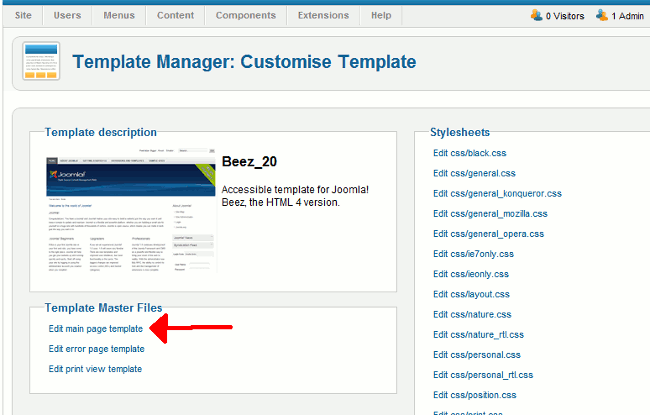 Site Users Menus Content Components Extensions Help 0 Visitors 1 Admin
Template Manager: Customise Template
Template description
Joomla!
Beez_20
Accessible template for Joomla!
Beez, the HTML 4 version.
Template Master Files
Edit main page template
Edit error page template
Edit print view template
Stylesheets
Edit css/black.css
Edit css/general.css
Edit css/general_konqueror.css
Edit css/general_mozilla.css
Edit css/general_opera.css
Edit css/ie7only.css
Edit css/ieonly.css
Edit css/layout.css
Edit css/nature.css
Edit css/nature_rtl.css
Edit css/personal.css
Edit css/personal_rtl.css
Edit css/position.css
Edit css/print.css